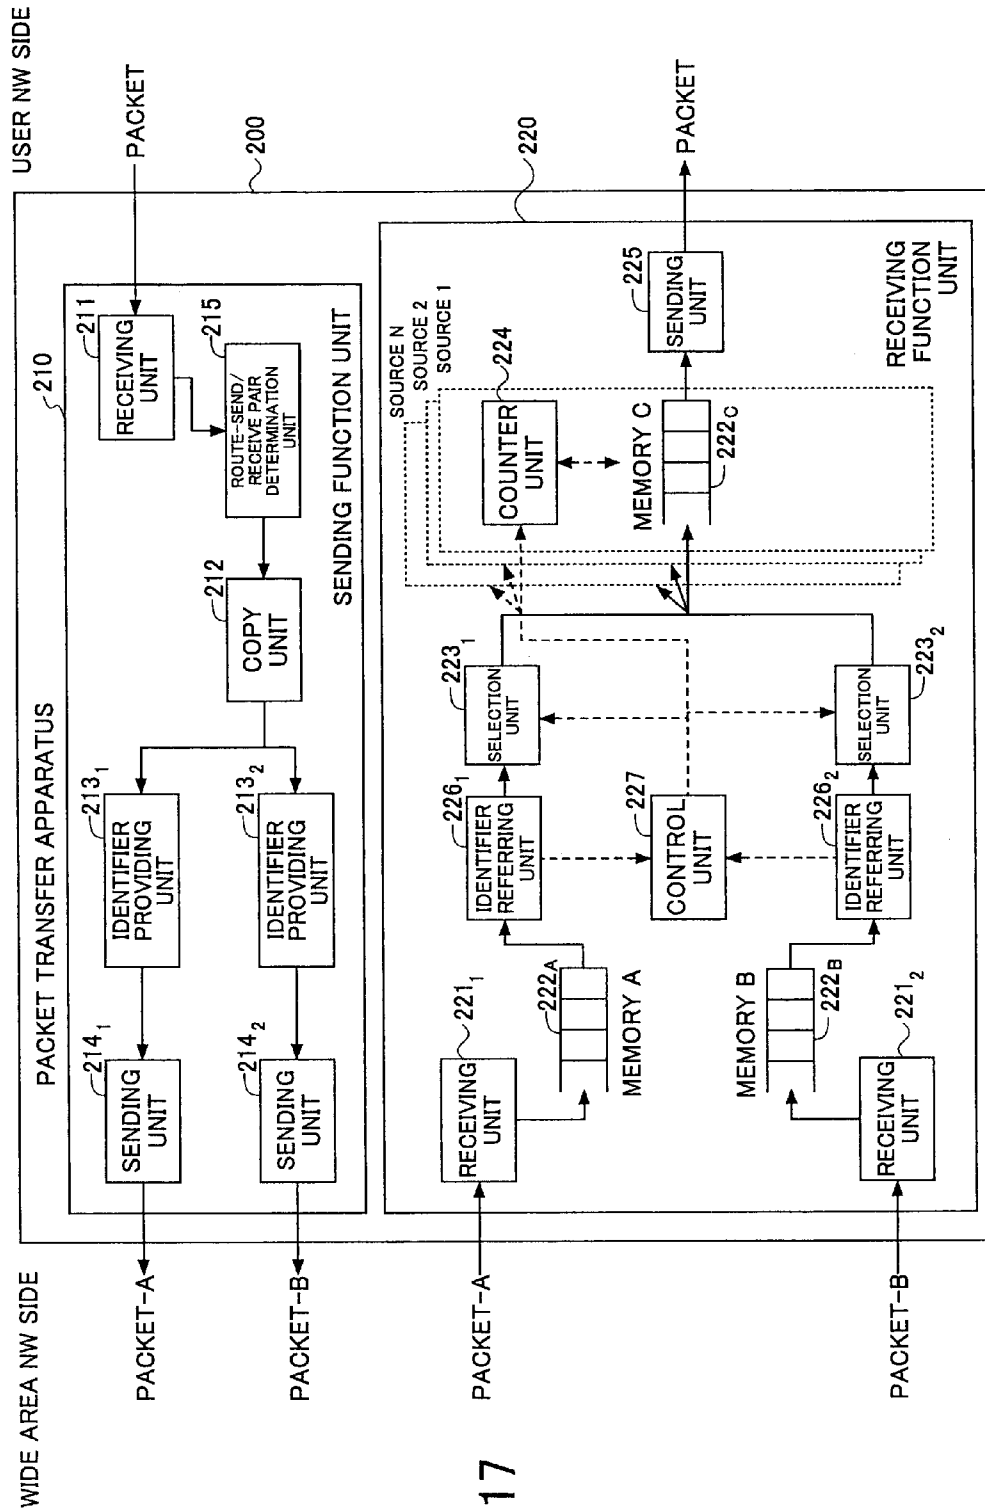 WIDE AREA NW SIDE
USER NW SIDE
PACKET TRANSFER APPARATUS
200
210
PACKET
211
RECEIVING
UNIT
215
ROUTE-SEND/
RECEIVE PAIR
DETERMINATION
UNIT
212
COPY
UNIT
213₁
IDENTIFIER
PROVIDING
UNIT
213₂
IDENTIFIER
PROVIDING
UNIT
214₁
SENDING
UNIT
214₂
SENDING
UNIT
PACKET-A
PACKET-B
SENDING FUNCTION UNIT
220
PACKET-A
221₁
RECEIVING
UNIT
222A
MEMORY A
226₁
IDENTIFIER
REFERRING
UNIT
223₁
SELECTION
UNIT
227
CONTROL
UNIT
PACKET-B
221₂
RECEIVING
UNIT
222B
MEMORY B
226₂
IDENTIFIER
REFERRING
UNIT
223₂
SELECTION
UNIT
SOURCE N
SOURCE 2
SOURCE 1
224
COUNTER
UNIT
MEMORY C
222C
225
SENDING
UNIT
PACKET
RECEIVING
FUNCTION
UNIT
17